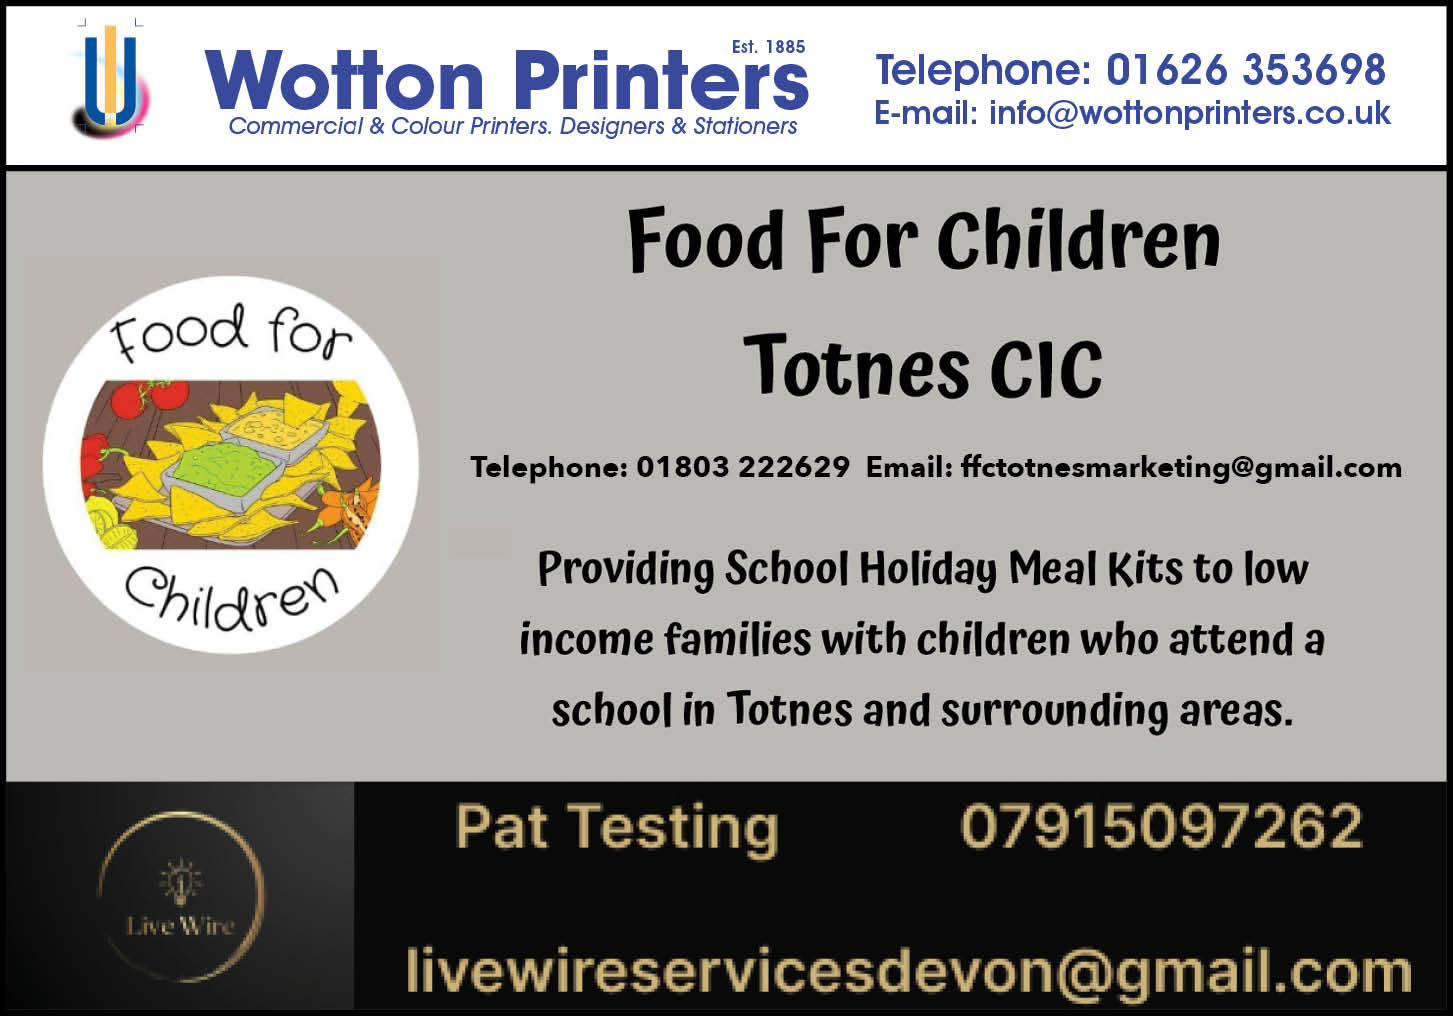 Est. 1885
Wotton Printers
Commercial & Colour Printers. Designers & Stationers
Telephone: 01626 353698
E-mail: info@wottonprinters.co.uk
Food For Children
Totnes CIC
Food for
Children
Telephone: 01803 222629 Email: ffctotnesmarketing@gmail.com
Providing School Holiday Meal Kits to low
income families with children who attend a
school in Totnes and surrounding areas.
Live Wire
Pat Testing 07915097262
livewireservicesdevon@gmail.com